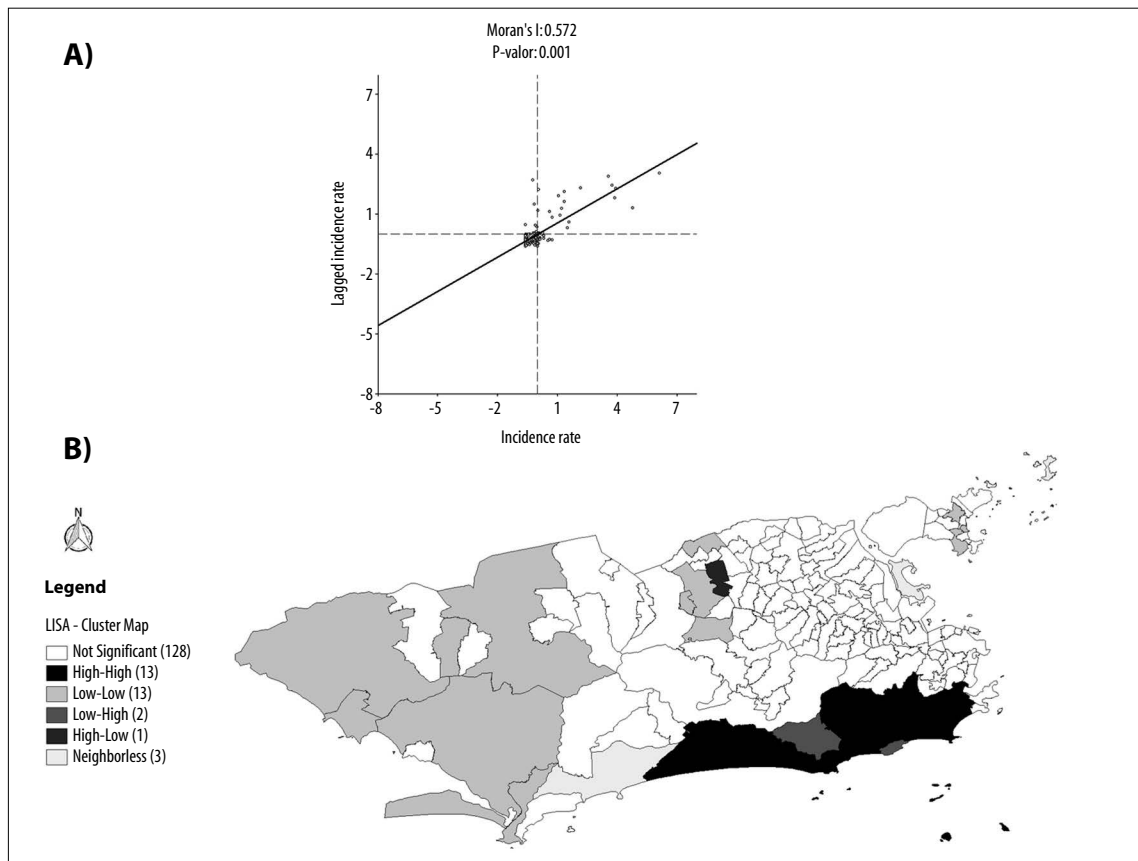 A)
Moran's I: 0.572
P-valor: 0.001
7
4
1
-2
-5
-8
Lagged incidence rate
-8 -5 -2 1 4 7
Incidence rate
B)
N
Legend
LISA - Cluster Map
Not Significant (128)
High-High (13)
Low-Low (13)
Low-High (2)
High-Low (1)
Neighborless (3)